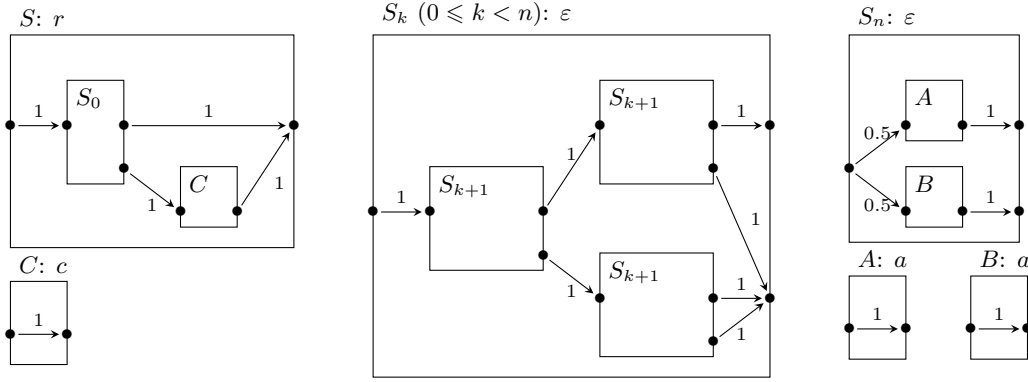 S: r
S_k (0 ⩽ k < n): ε
S_n: ε
1
S_0
1
1
C
1
S_{k+1}
1
1
S_{k+1}
1
1
1
S_{k+1}
1
1
A
0.5
1
B
0.5
1
C: c
1
A: a
1
B: a
1